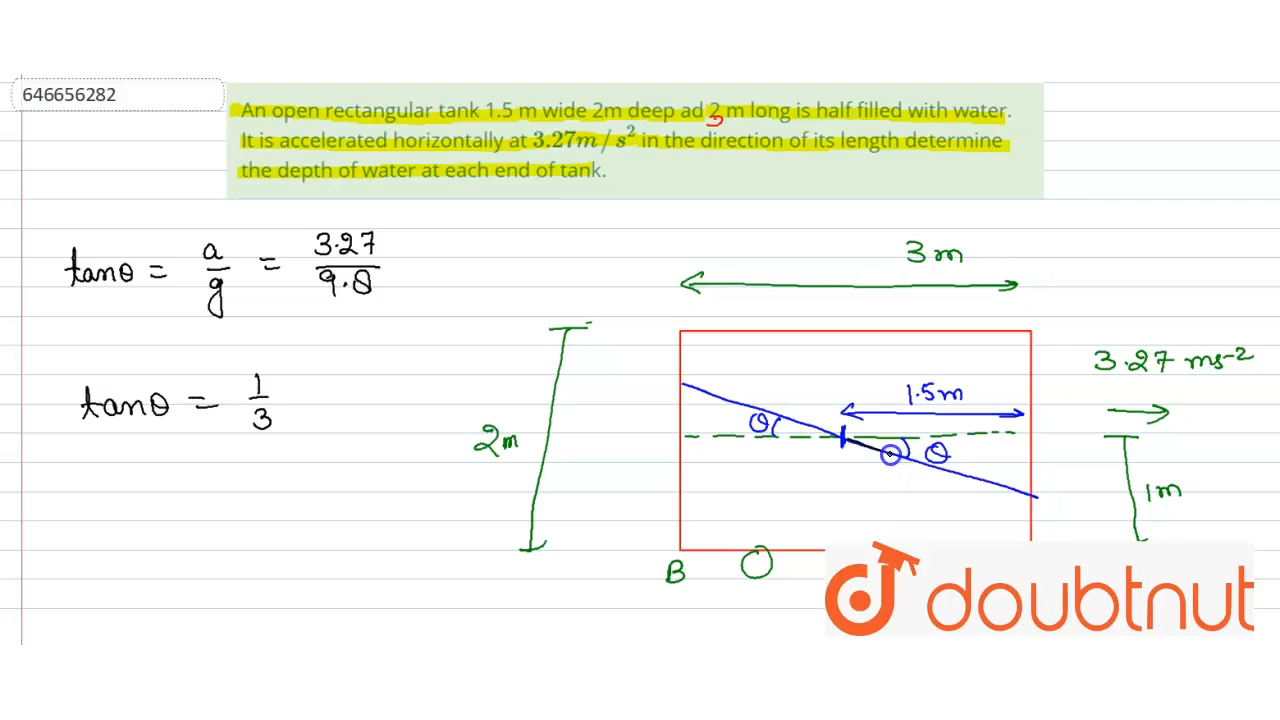 646656282
An open rectangular tank 1.5 m wide 2m deep ad 2 m long is half filled with water.
3
It is accelerated horizontally at 3.27m/s² in the direction of its length determine
the depth of water at each end of tank.
tanθ = a/g = 3.27/9.8
3m
3.27 ms-2
tanθ = 1/3
1.5m
2m
θ
θ
1m
B
doubtnut